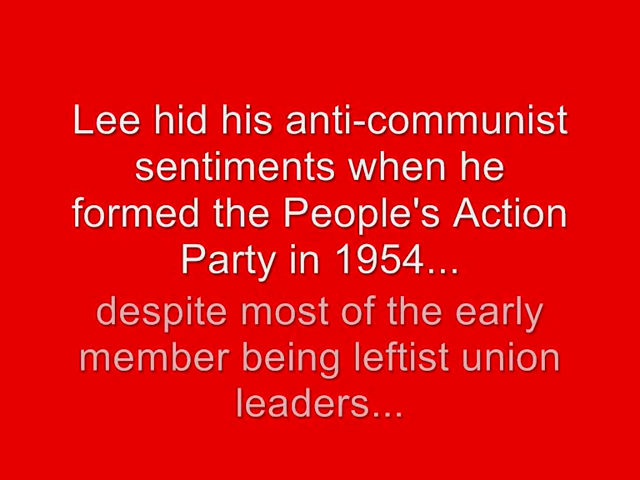 Lee hid his anti-communist
sentiments when he
formed the People's Action
Party in 1954...
despite most of the early
member being leftist union
leaders...